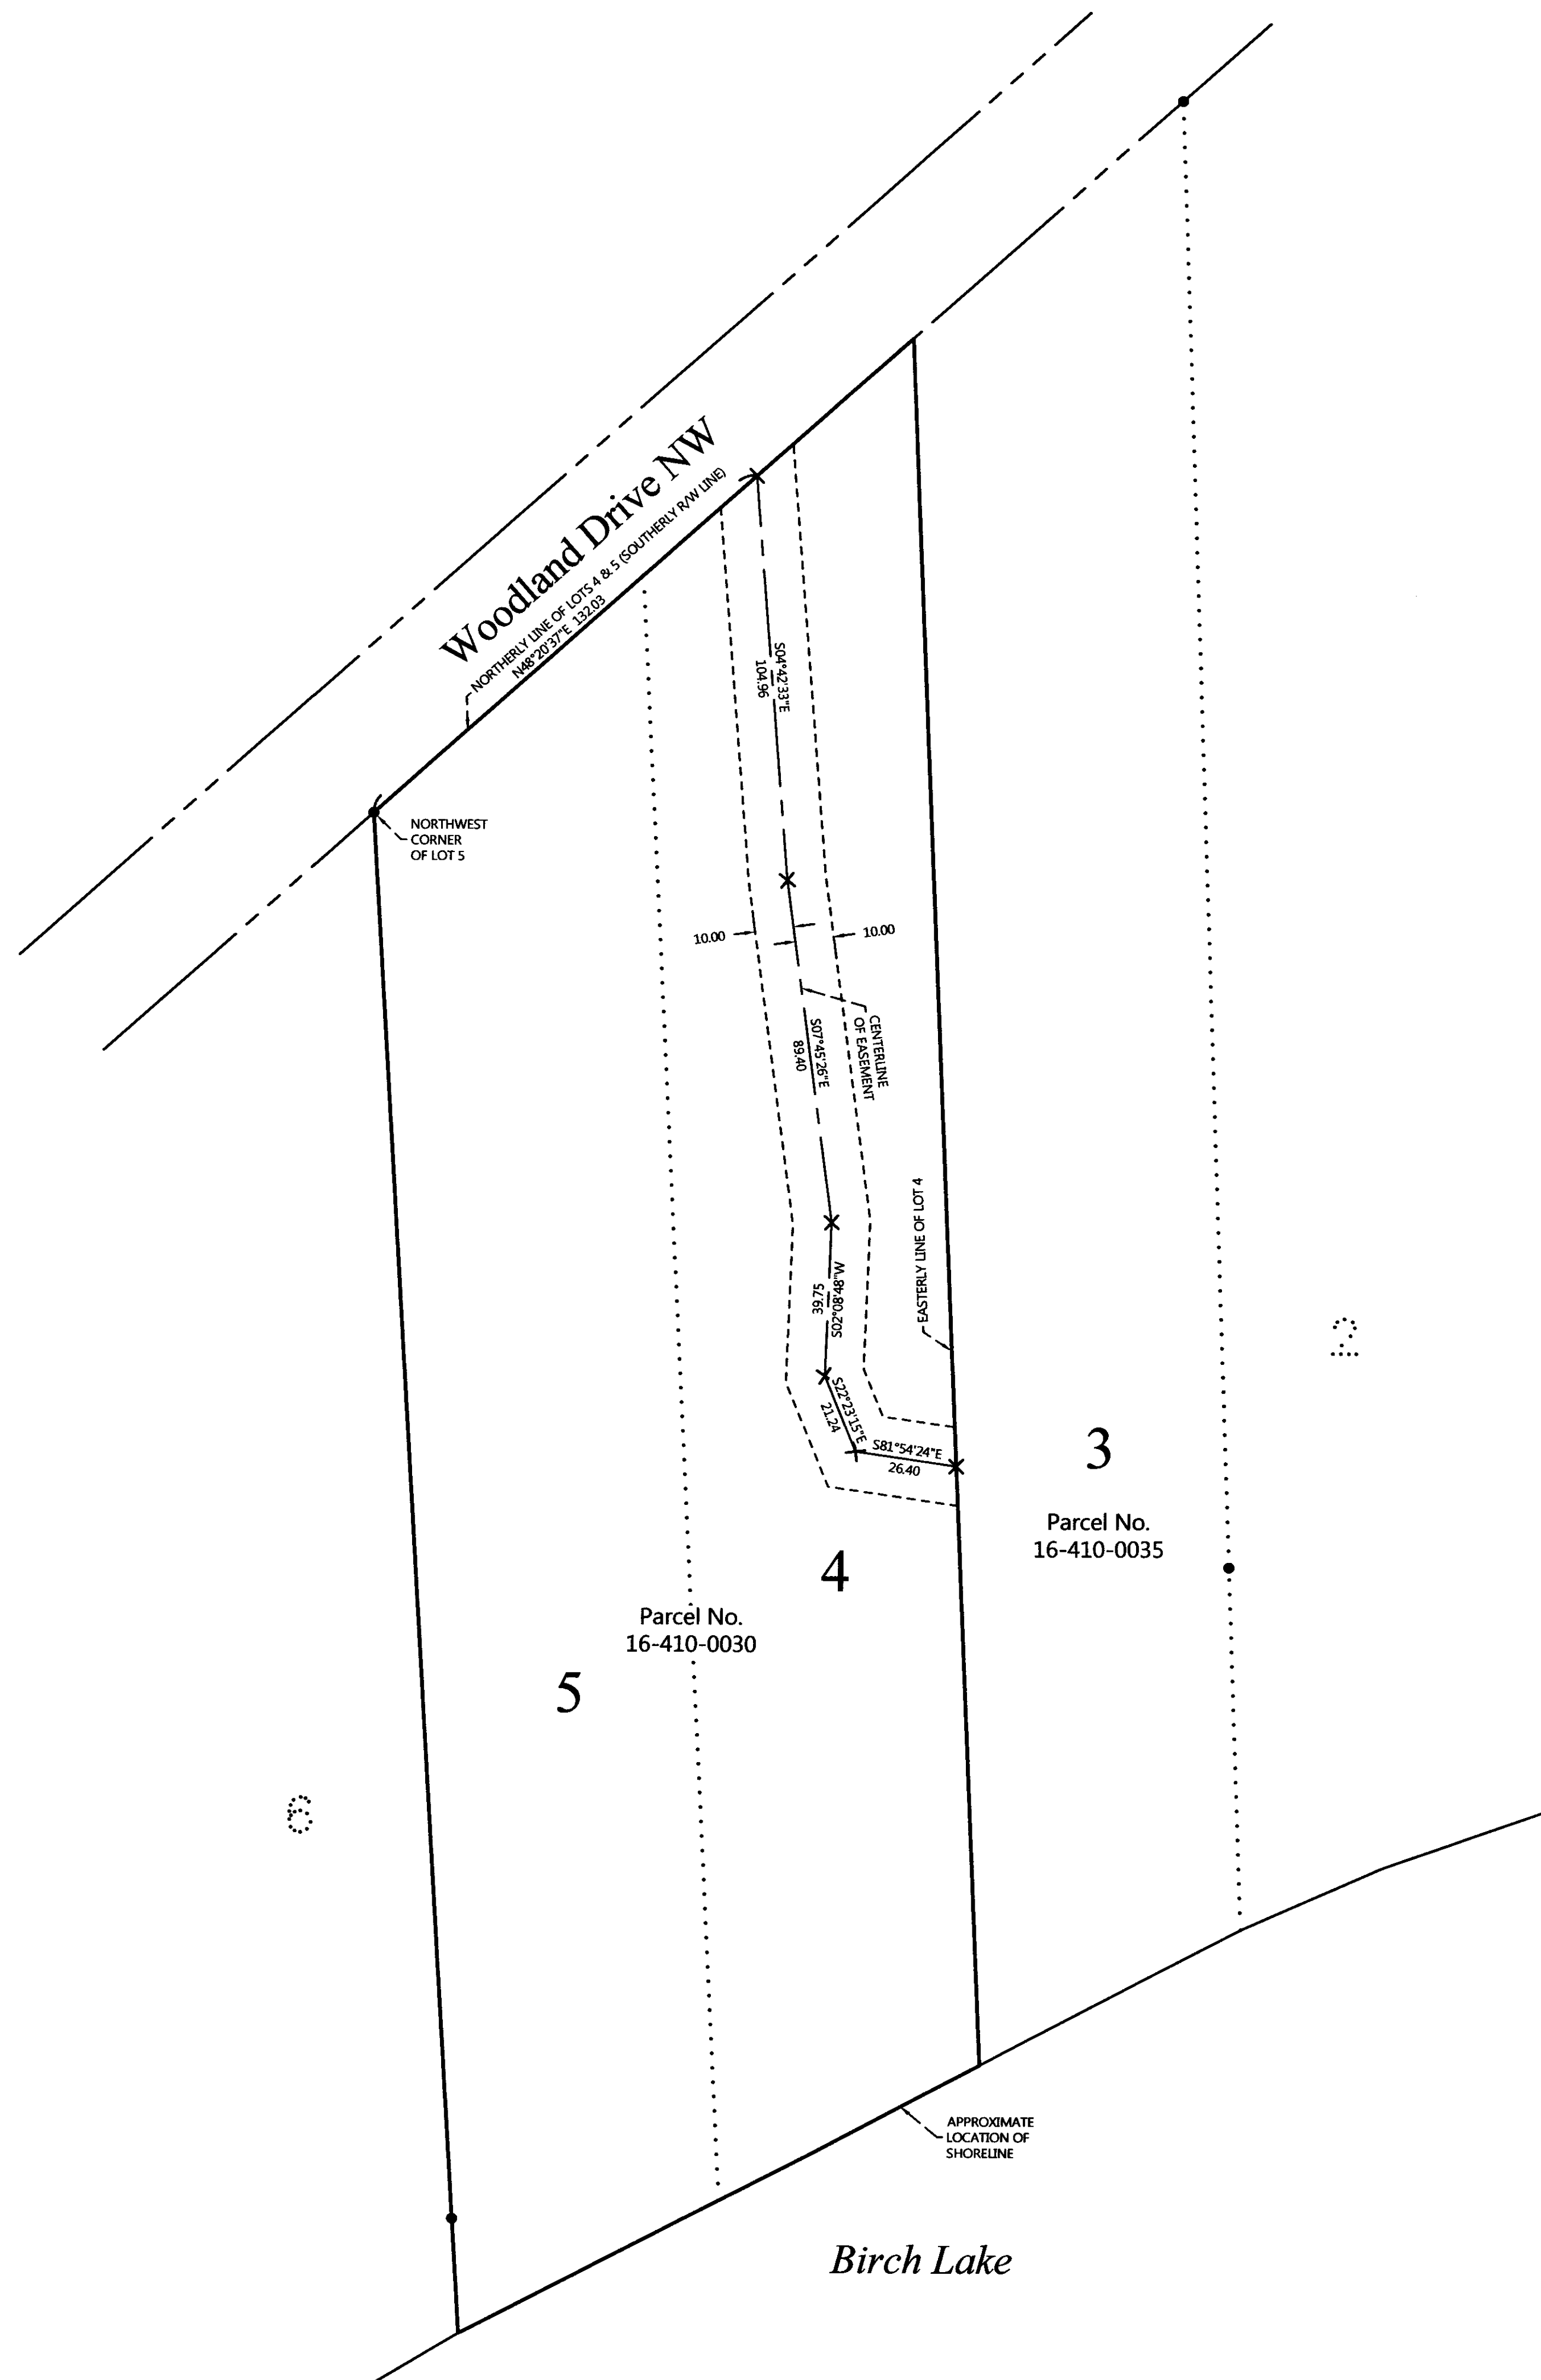 Woodland Drive NW
NORTHERLY LINE OF LOTS 4 & 5 (SOUTHERLY R/W LINE)
N48°20'37"E 132.03
NORTHWEST
CORNER
OF LOT 5
S04°42'33"E
104.96
10.00
10.00
CENTERLINE
OF EASEMENT
S07°45'26"E
89.40
EASTERLY LINE OF LOT 4
39.75
S02°08'48"W
S22°23'15"E
21.24
S81°54'24"E
26.40
2
3
Parcel No.
16-410-0035
4
Parcel No.
16-410-0030
5
6
APPROXIMATE
LOCATION OF
SHORELINE
Birch Lake